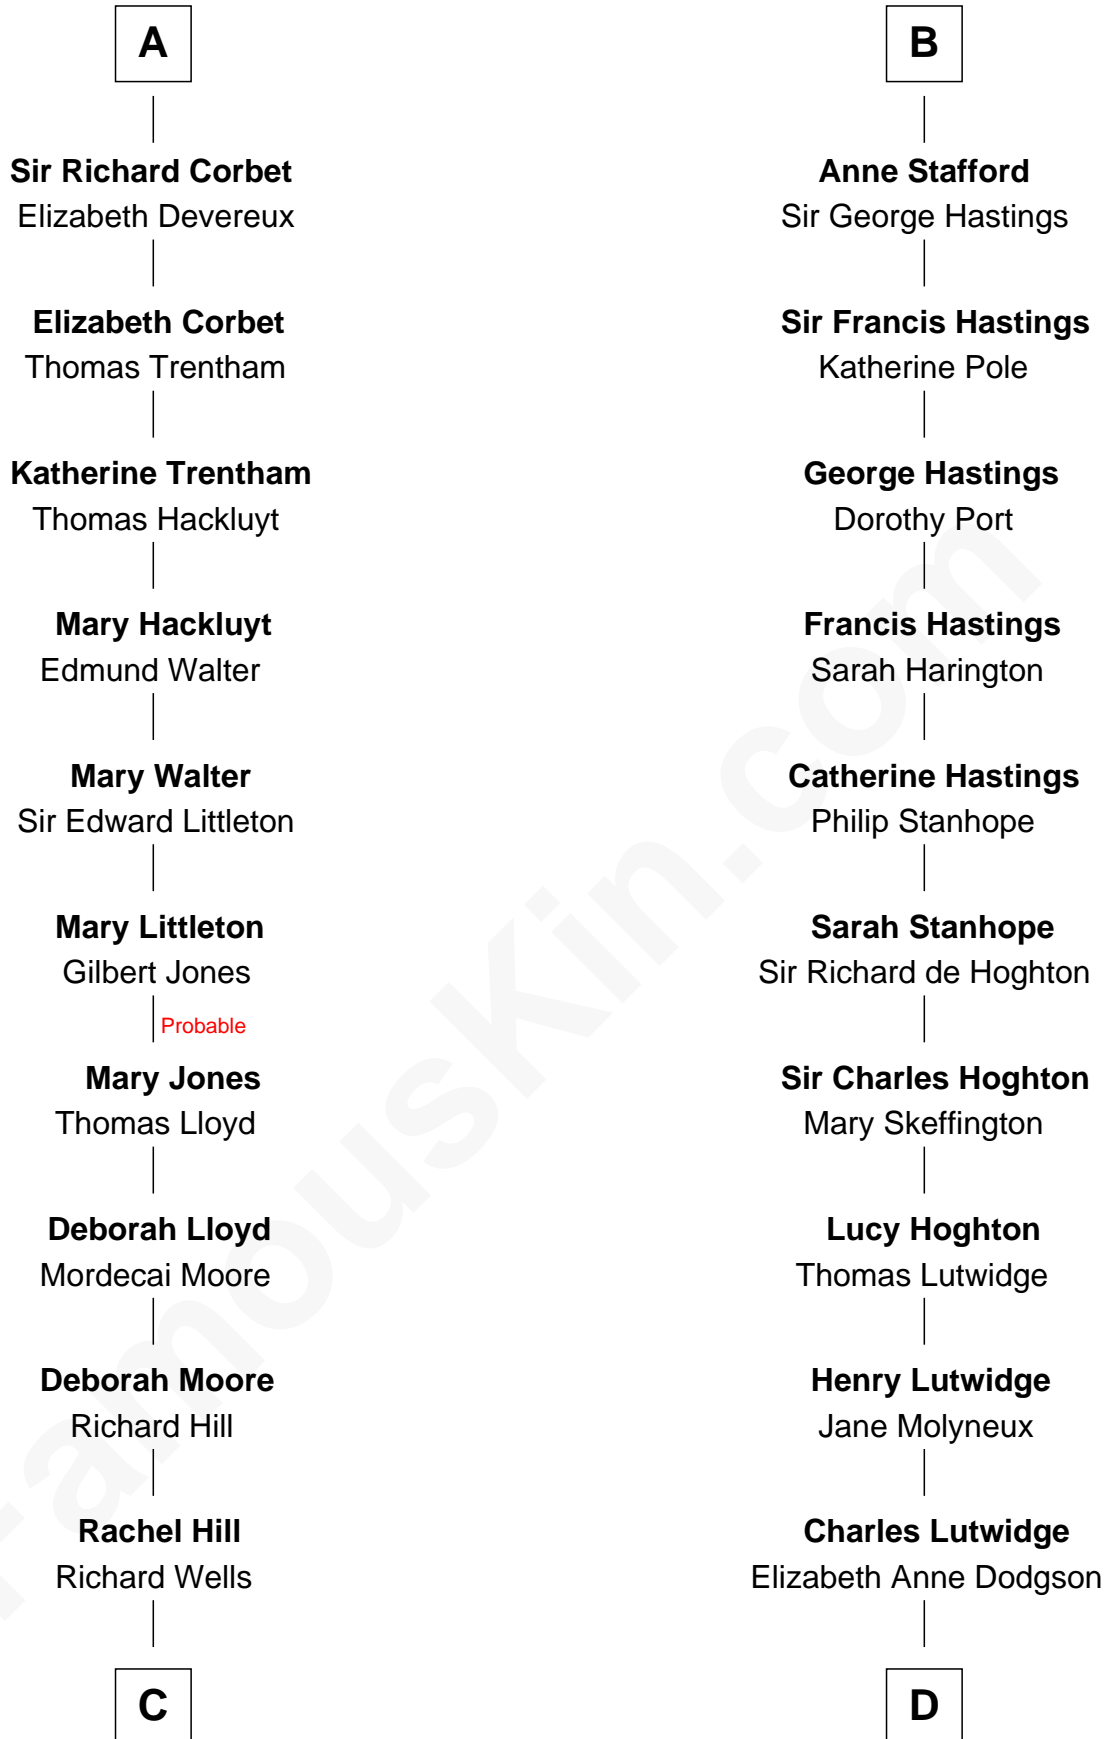 A
Sir Richard Corbet
Elizabeth Devereux
Elizabeth Corbet
Thomas Trentham
Katherine Trentham
Thomas Hackluyt
Mary Hackluyt
Edmund Walter
Mary Walter
Sir Edward Littleton
Mary Littleton
Gilbert Jones
Probable
Mary Jones
Thomas Lloyd
Deborah Lloyd
Mordecai Moore
Deborah Moore
Richard Hill
Rachel Hill
Richard Wells
C
B
Anne Stafford
Sir George Hastings
Sir Francis Hastings
Katherine Pole
George Hastings
Dorothy Port
Francis Hastings
Sarah Harington
Catherine Hastings
Philip Stanhope
Sarah Stanhope
Sir Richard de Hoghton
Sir Charles Hoghton
Mary Skeffington
Lucy Hoghton
Thomas Lutwidge
Henry Lutwidge
Jane Molyneux
Charles Lutwidge
Elizabeth Anne Dodgson
D
FamousKin.com